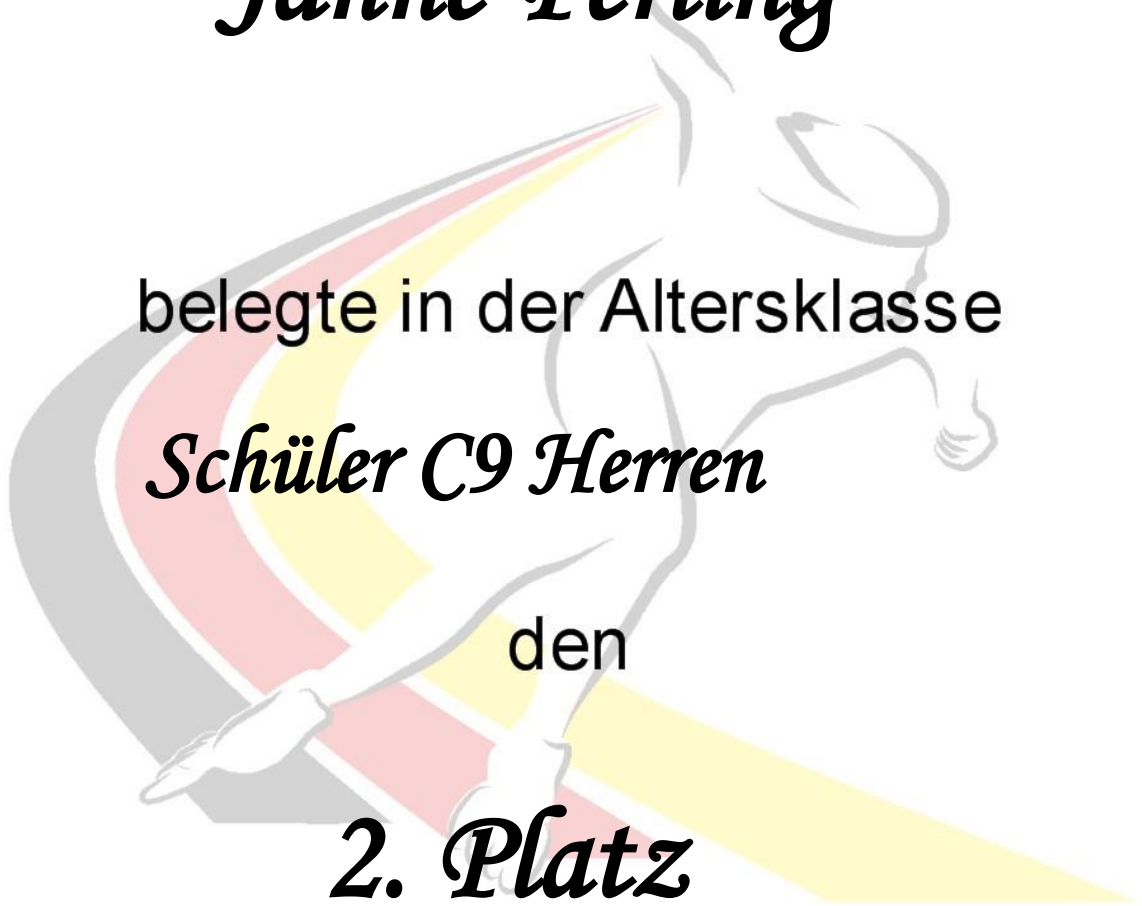 belegte in der Altersklasse
Schüler C9 Herren
den
2. Platz